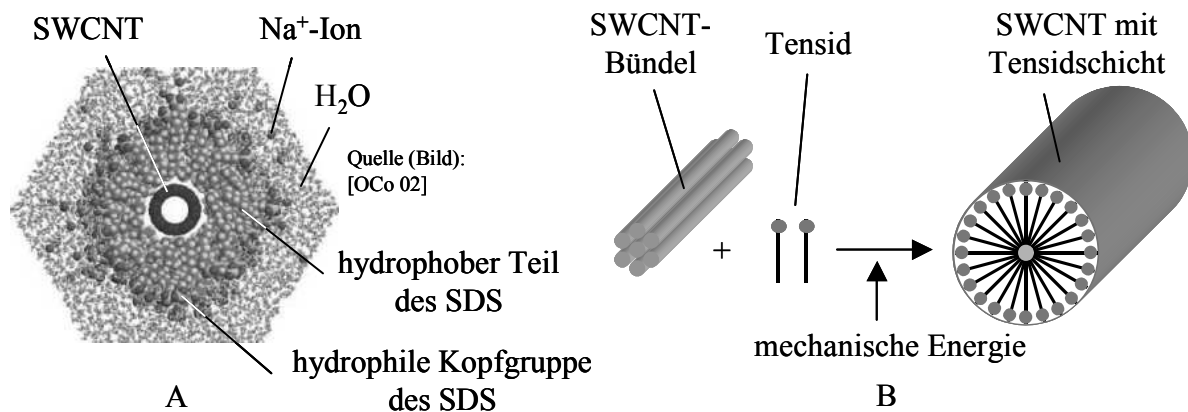 SWCNT
Na⁺-Ion
H₂O
Quelle (Bild):
[OCo 02]
hydrophober Teil
des SDS
hydrophile Kopfgruppe
des SDS
A
SWCNT-
Bündel
Tensid
SWCNT mit
Tensidschicht
+
mechanische Energie
B